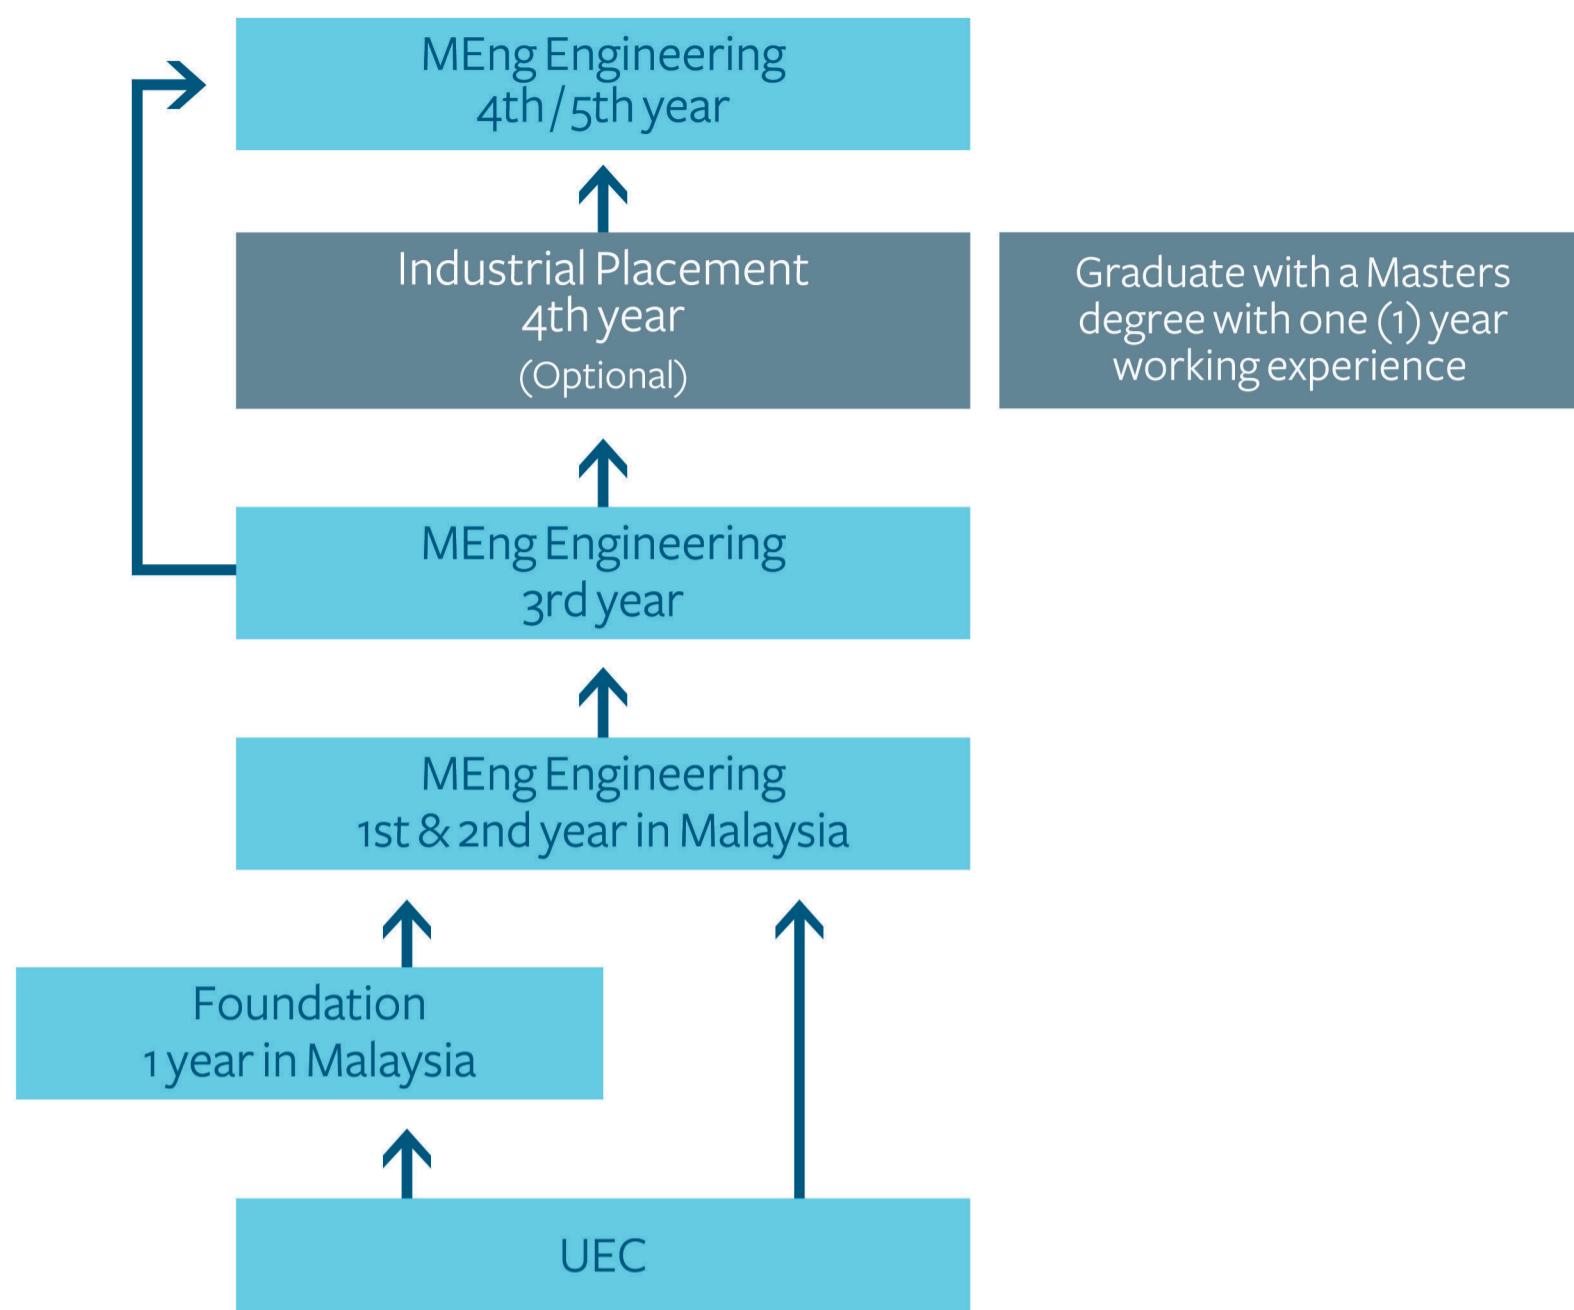 MEng Engineering
4th/5th year
Industrial Placement
4th year
(Optional)
Graduate with a Masters
degree with one (1) year
working experience
MEng Engineering
3rd year
MEng Engineering
1st & 2nd year in Malaysia
Foundation
1 year in Malaysia
UEC